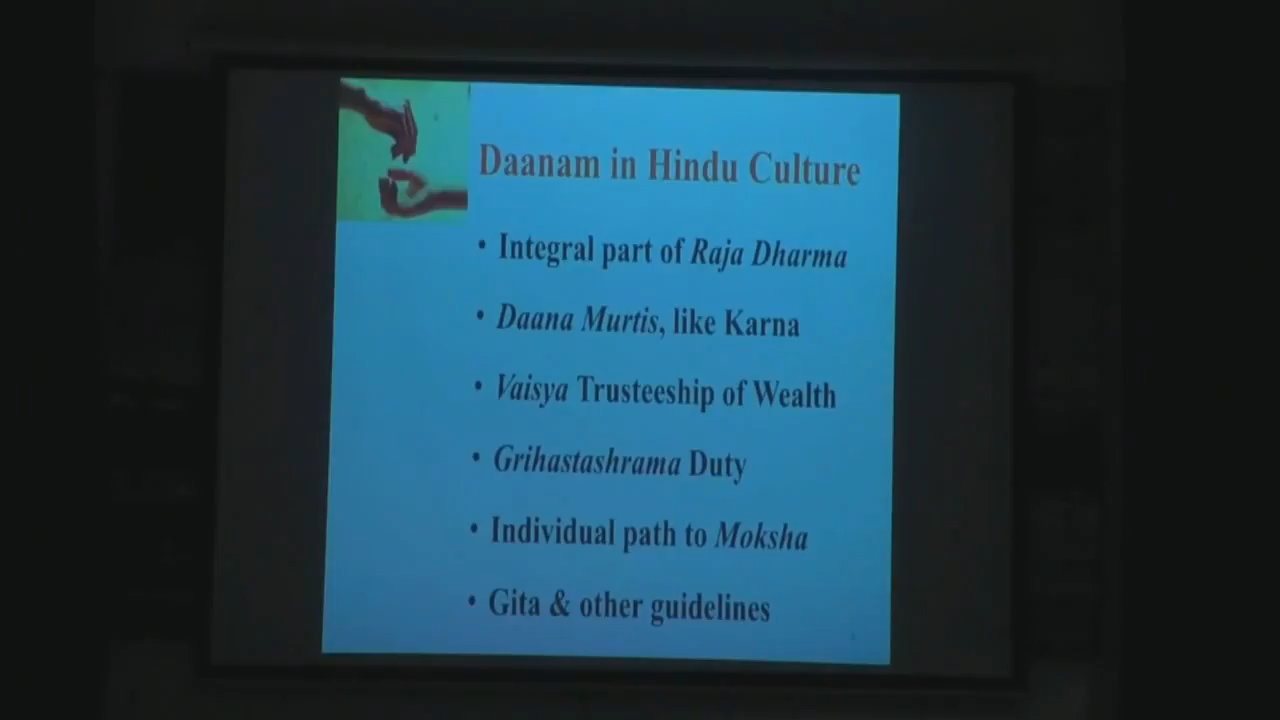 Daanam in Hindu Culture
• Integral part of Raja Dharma
• Daana Murtis, like Karna
• Vaisya Trusteeship of Wealth
• Grihastashrama Duty
• Individual path to Moksha
• Gita & other guidelines